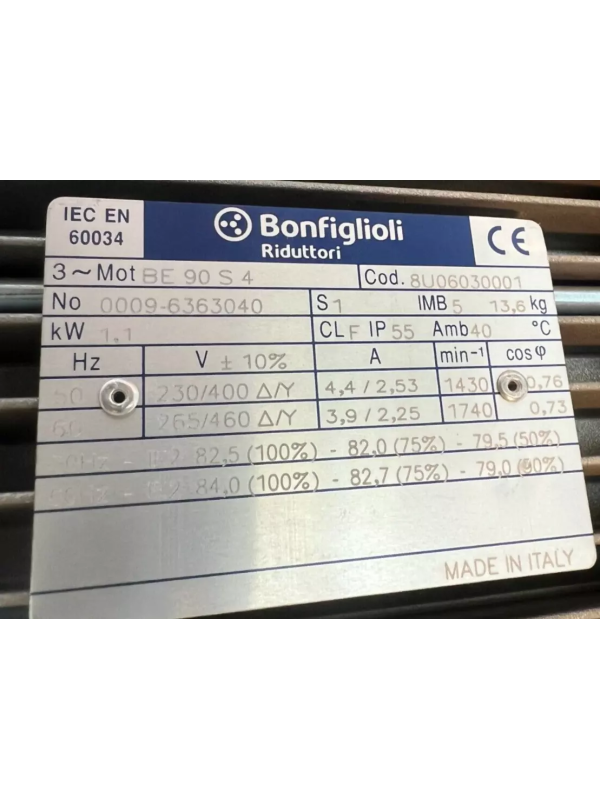 IEC EN
60034
Bonfiglioli
Riduttori
CE
3~Mot BE 90 S 4 Cod. 8U06030001
No 0009-6363040 S1 IMB 5 13,6 kg
kW 1,1 CL F IP 55 Amb 40 °C
Hz V ± 10% A min-1 cosφ
50 230/400 Δ/Y 4,4 / 2,53 1430 0,76
60 265/460 Δ/Y 3,9 / 2,25 1740 0,73
82,5 (100%) - 82,0 (75%) - 79,5 (50%)
84,0 (100%) - 82,7 (75%) - 79,0 (
MADE IN ITALY